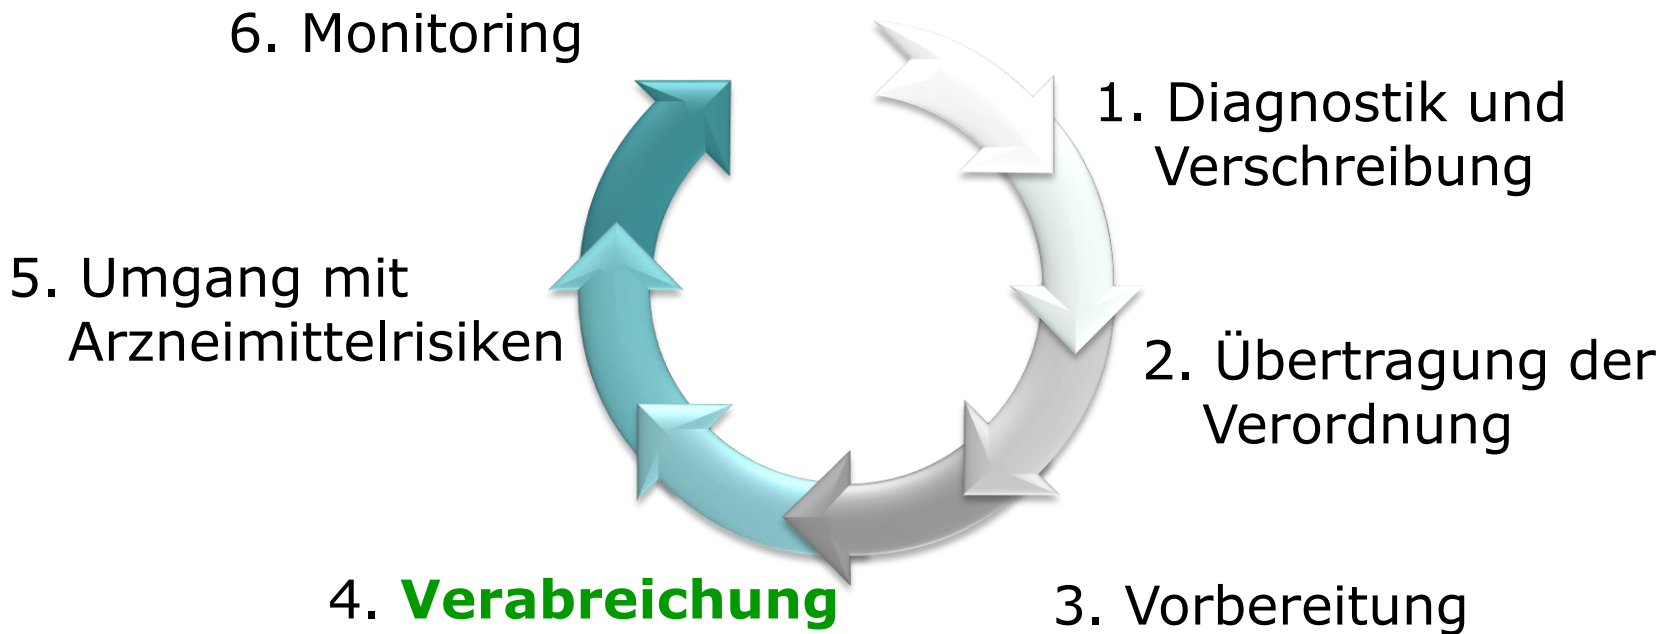 1. Diagnostik und
Verschreibung
2. Übertragung der
Verordnung
3. Vorbereitung
4. Verabreichung
5. Umgang mit
Arzneimittelrisiken
6. Monitoring